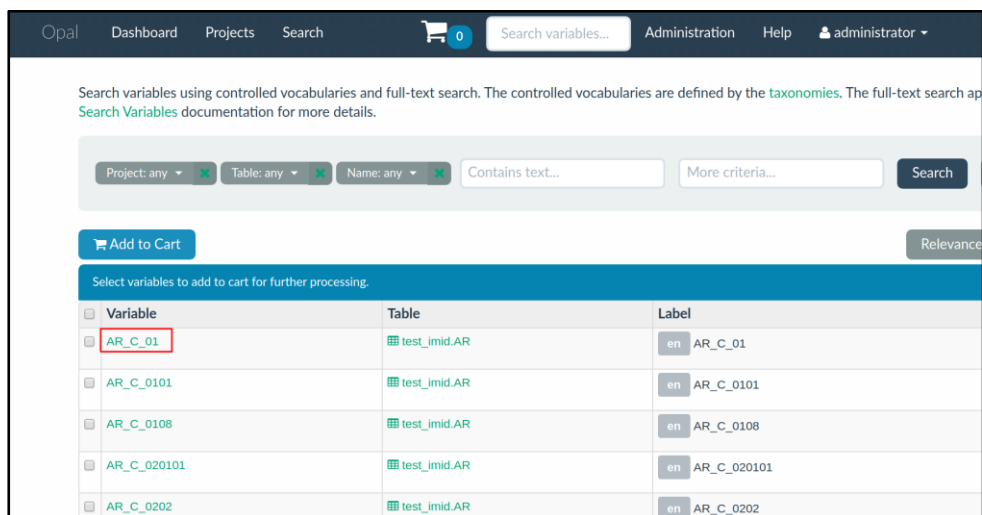 Opal Dashboard Projects Search 0 Search variables... Administration Help administrator
Search variables using controlled vocabularies and full-text search. The controlled vocabularies are defined by the taxonomies. The full-text search ap
Search Variables documentation for more details.
Project: any Table: any Name: any Contains text... More criteria... Search
Add to Cart Relevance
Select variables to add to cart for further processing.
Variable Table Label
AR_C_01 test_imid.AR en AR_C_01
AR_C_0101 test_imid.AR en AR_C_0101
AR_C_0108 test_imid.AR en AR_C_0108
AR_C_020101 test_imid.AR en AR_C_020101
AR_C_0202 test_imid.AR en AR_C_0202